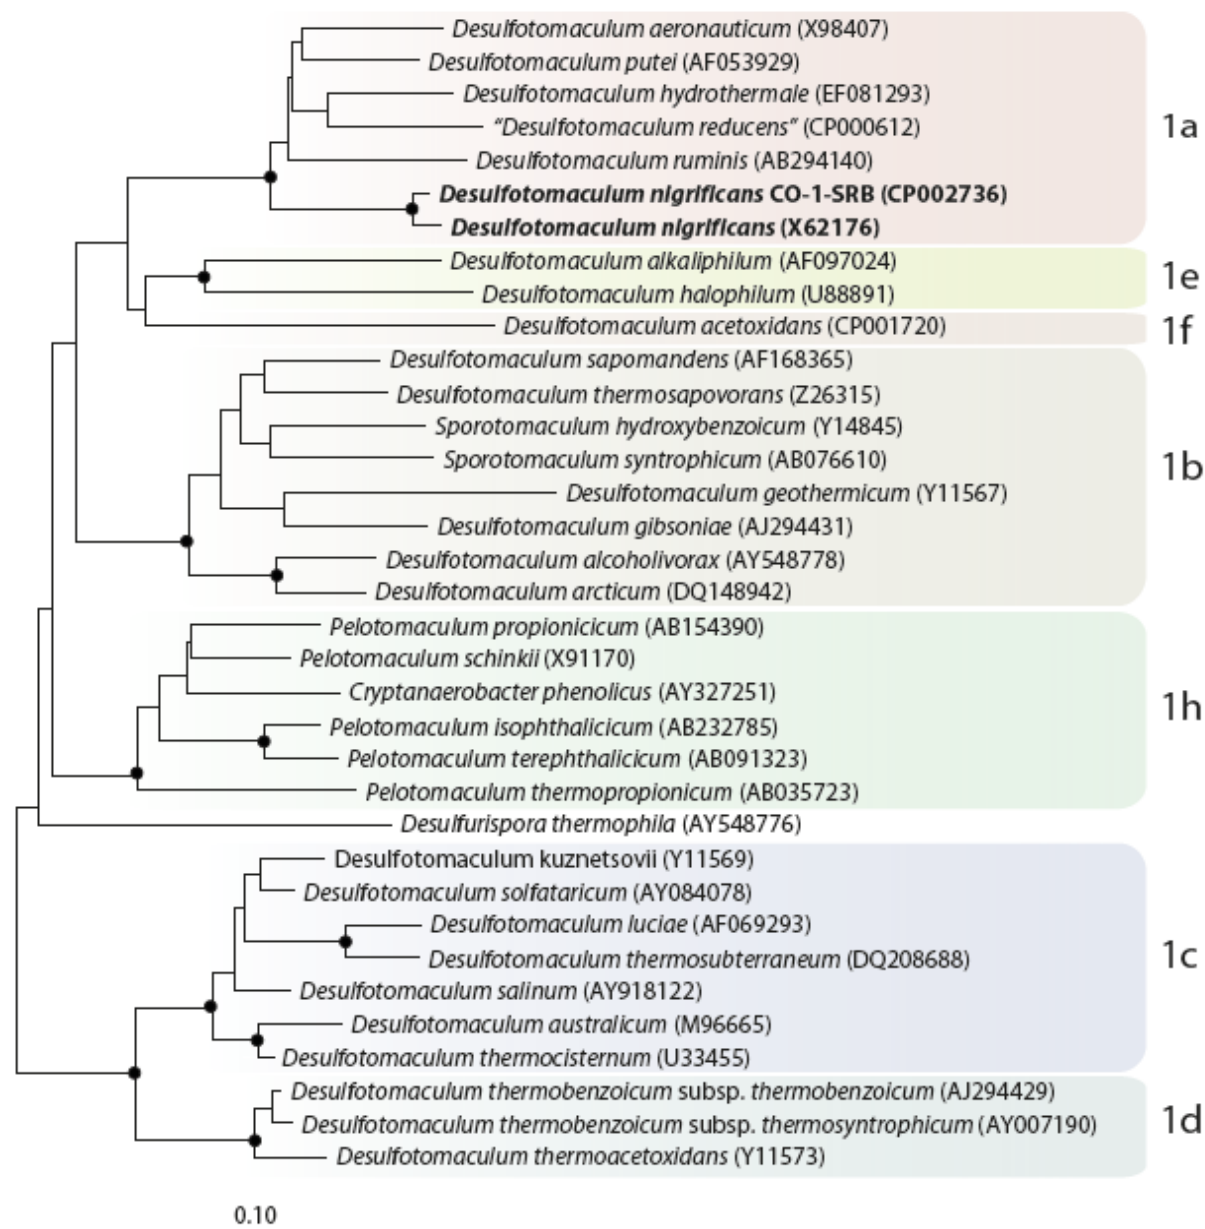 Desulfotomaculum aeronauticum (X98407)
Desulfotomaculum putei (AF053929)
Desulfotomaculum hydrothermale (EF081293)
“Desulfotomaculum reducens” (CP000612)
1a
Desulfotomaculum ruminis (AB294140)
Desulfotomaculum nigrificans CO-1-SRB (CP002736)
Desulfotomaculum nigrificans (X62176)
Desulfotomaculum alkaliphilum (AF097024)
1e
Desulfotomaculum halophilum (U88891)
Desulfotomaculum acetoxidans (CP001720)
1f
Desulfotomaculum sapomandens (AF168365)
Desulfotomaculum thermosapovorans (Z26315)
Sporotomaculum hydroxybenzoicum (Y14845)
Sporotomaculum syntrophicum (AB076610)
1b
Desulfotomaculum geothermicum (Y11567)
Desulfotomaculum gibsoniae (AJ294431)
Desulfotomaculum alcoholivorax (AY548778)
Desulfotomaculum arcticum (DQ148942)
Pelotomaculum propionicicum (AB154390)
Pelotomaculum schinkii (X91170)
Cryptanaerobacter phenolicus (AY327251)
1h
Pelotomaculum isophthalicicum (AB232785)
Pelotomaculum terephthalicicum (AB091323)
Pelotomaculum thermopropionicum (AB035723)
Desulfurispora thermophila (AY548776)
Desulfotomaculum kuznetsovii (Y11569)
Desulfotomaculum solfataricum (AY084078)
Desulfotomaculum luciae (AF069293)
Desulfotomaculum thermosubterraneum (DQ208688)
1c
Desulfotomaculum salinum (AY918122)
Desulfotomaculum australicum (M96665)
Desulfotomaculum thermocisternum (U33455)
Desulfotomaculum thermobenzoicum subsp. thermobenzoicum (AJ294429)
Desulfotomaculum thermobenzoicum subsp. thermosyntrophicum (AY007190)
1d
Desulfotomaculum thermoacetoxidans (Y11573)
0.10